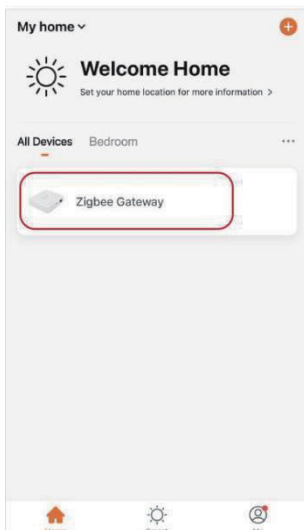 My home
Welcome Home
Set your home location for more information >
All Devices Bedroom ...
Zigbee Gateway